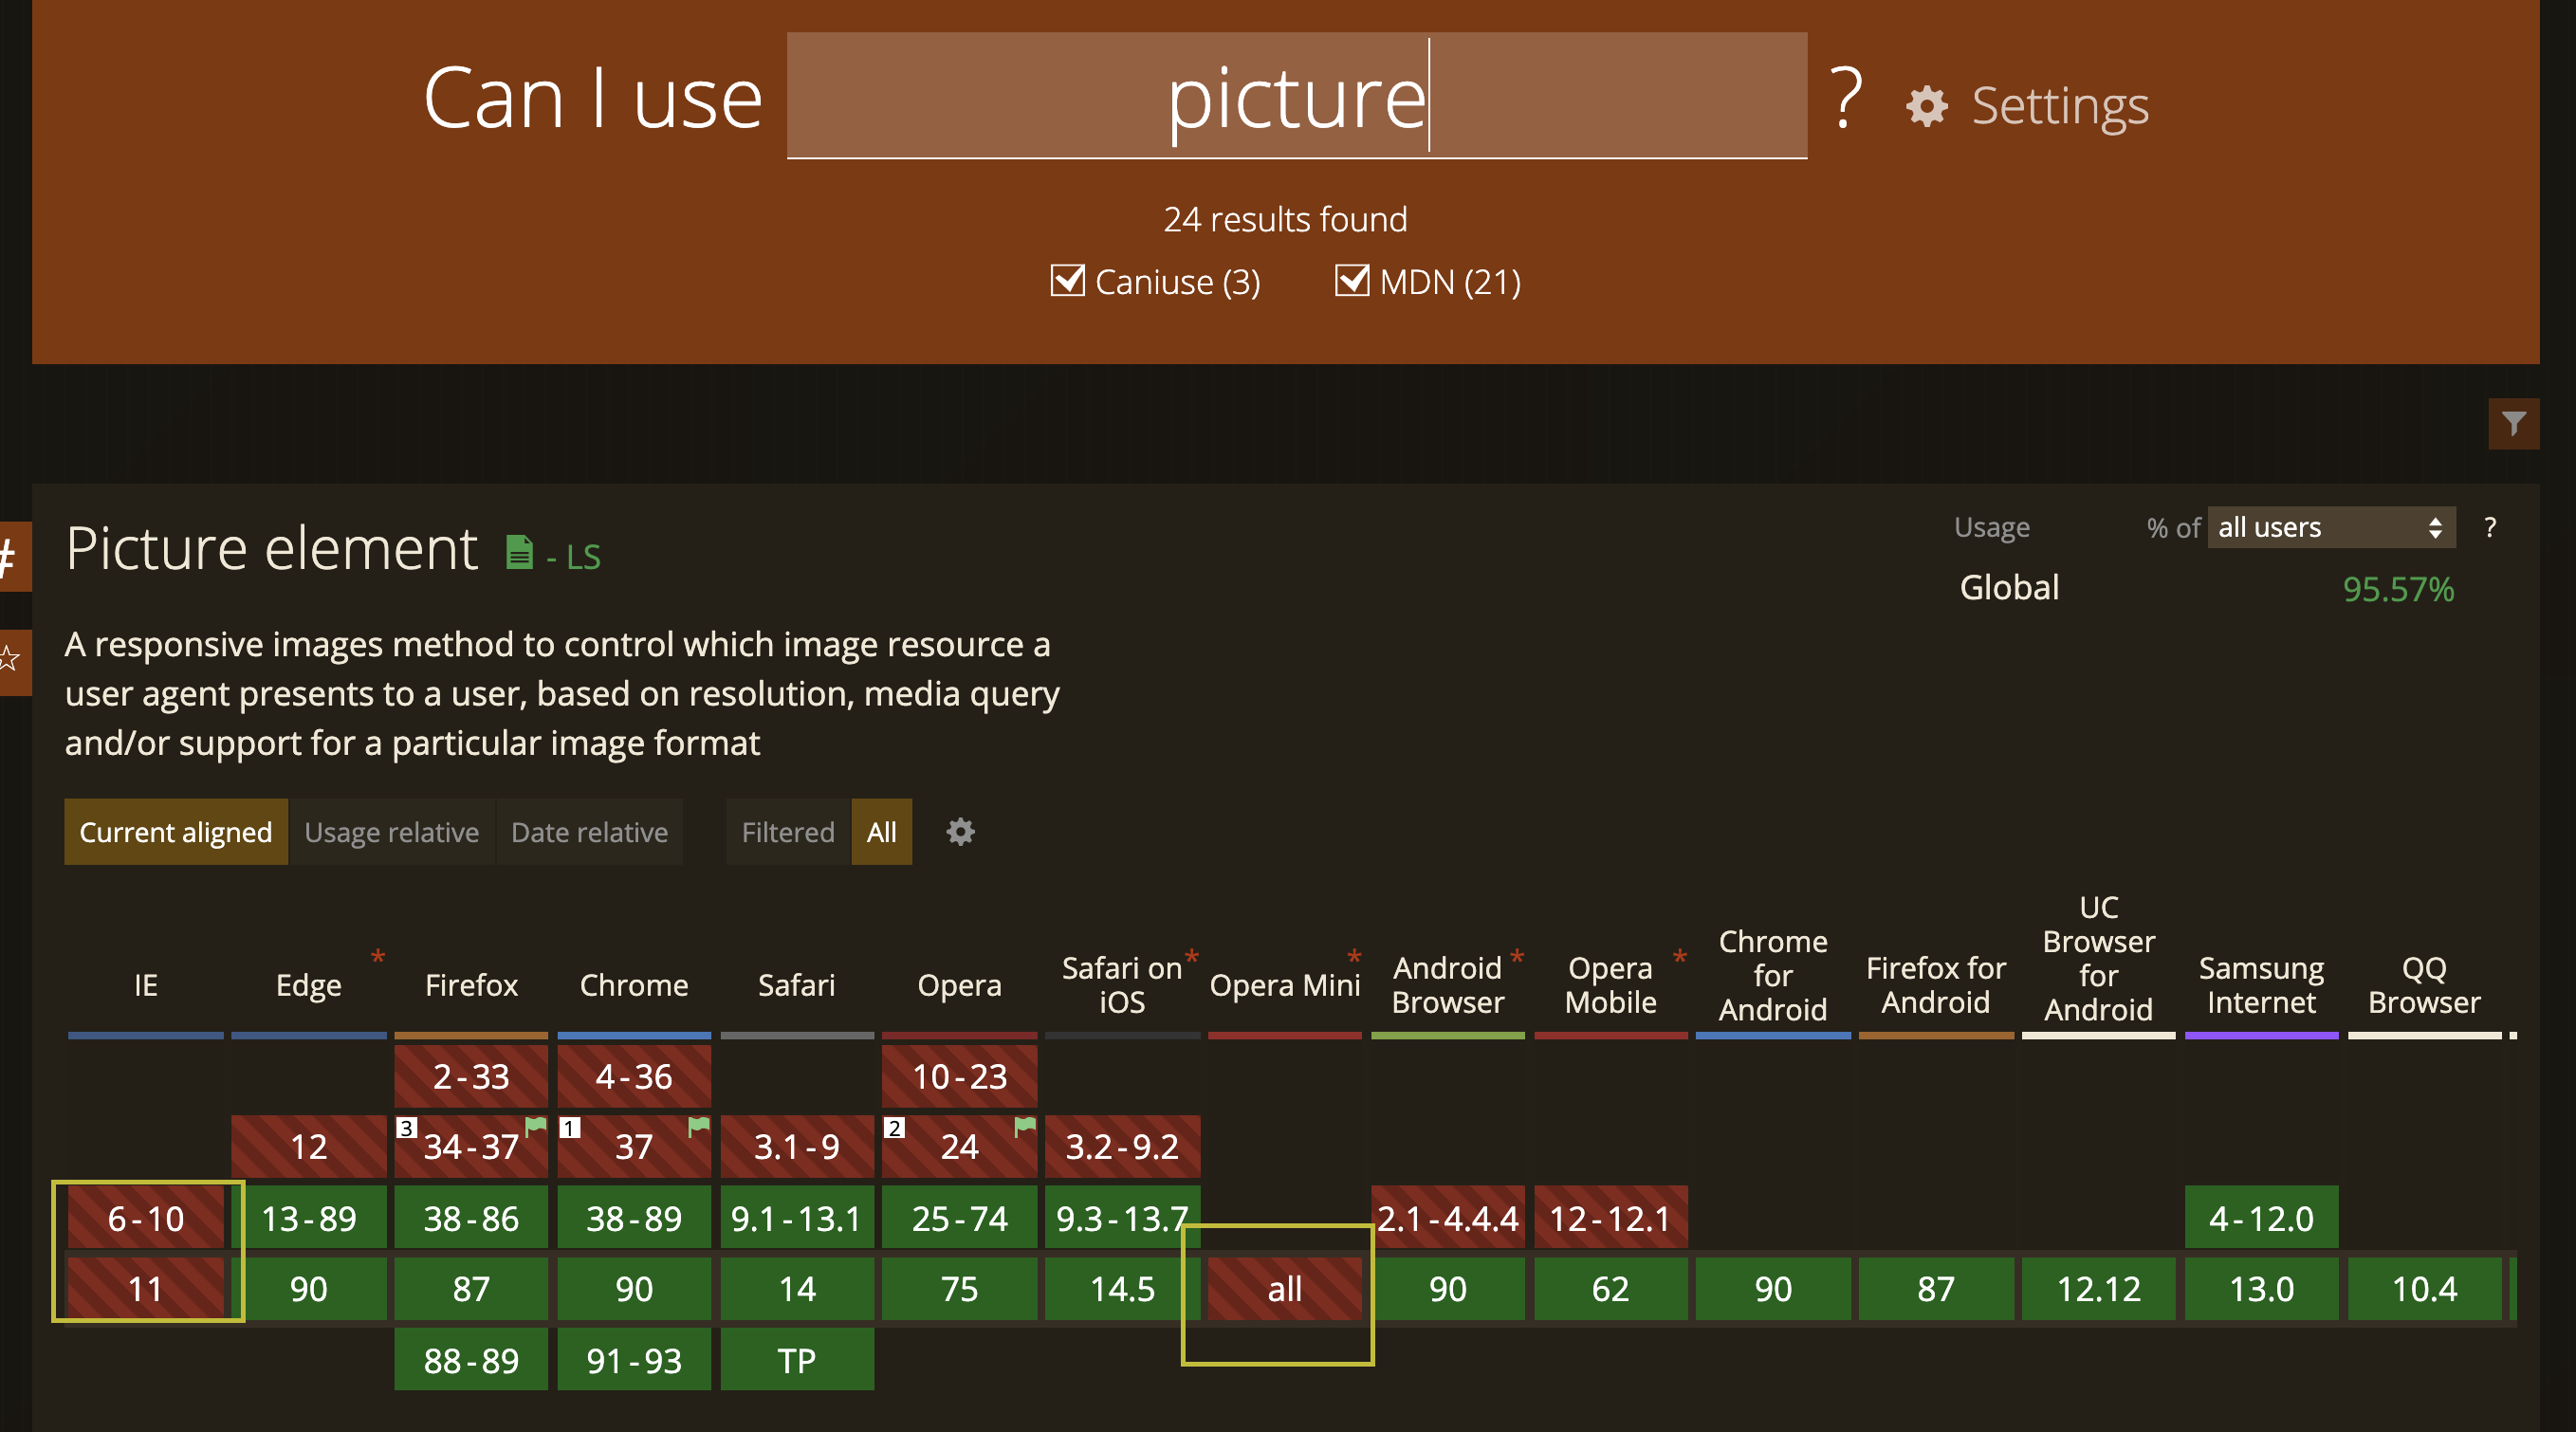 Can I use picture ? Settings
24 results found
Caniuse (3) MDN (21)
#
Picture element - LS
Usage % of all users ?
Global 95.57%
A responsive images method to control which image resource a
user agent presents to a user, based on resolution, media query
and/or support for a particular image format
Current aligned Usage relative Date relative Filtered All
IE Edge * Firefox Chrome Safari Opera Safari on iOS * Opera Mini * Android Browser * Opera Mobile * Chrome for Android Firefox for Android UC Browser for Android Samsung Internet QQ Browser
2-33 4-36 10-23
12 3 34-37 1 37 3.1-9 2 24 3.2-9.2
6-10 13-89 38-86 38-89 9.1-13.1 25-74 9.3-13.7 2.1-4.4.4 12-12.1 4-12.0
11 90 87 90 14 75 14.5 all 90 62 90 87 12.12 13.0 10.4
88-89 91-93 TP